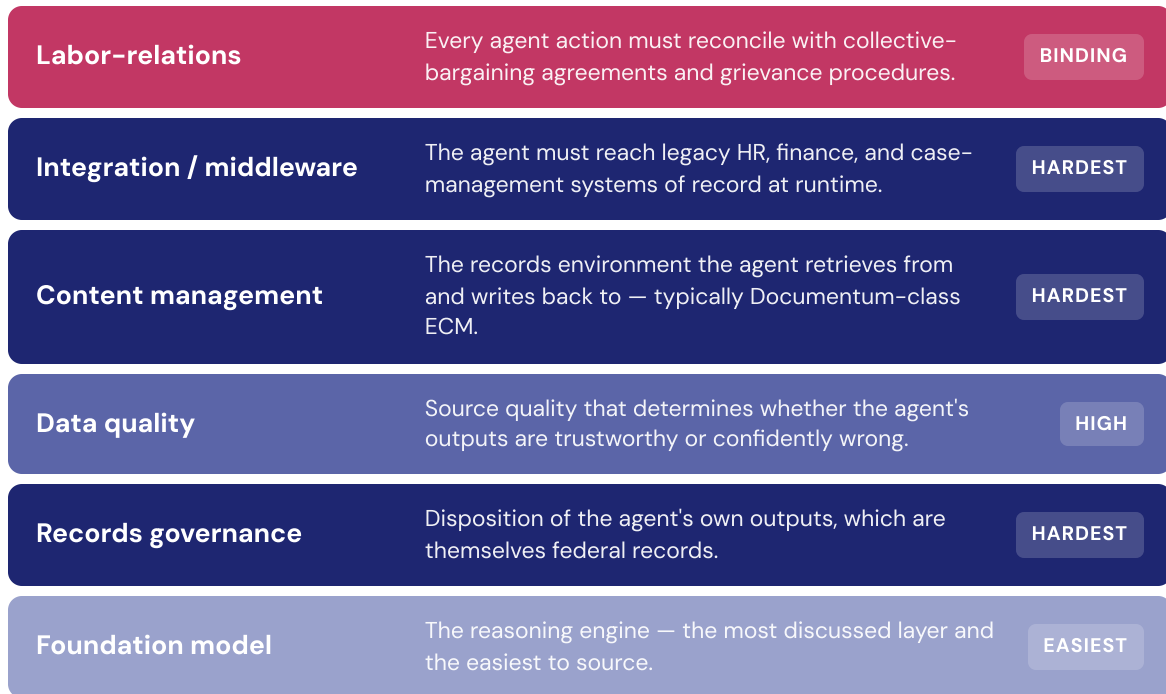 Labor-relations
Every agent action must reconcile with collective-
bargaining agreements and grievance procedures.
BINDING
Integration / middleware
The agent must reach legacy HR, finance, and case-
management systems of record at runtime.
HARDEST
Content management
The records environment the agent retrieves from
and writes back to — typically Documentum-class
ECM.
HARDEST
Data quality
Source quality that determines whether the agent's
outputs are trustworthy or confidently wrong.
HIGH
Records governance
Disposition of the agent's own outputs, which are
themselves federal records.
HARDEST
Foundation model
The reasoning engine — the most discussed layer and
the easiest to source.
EASIEST